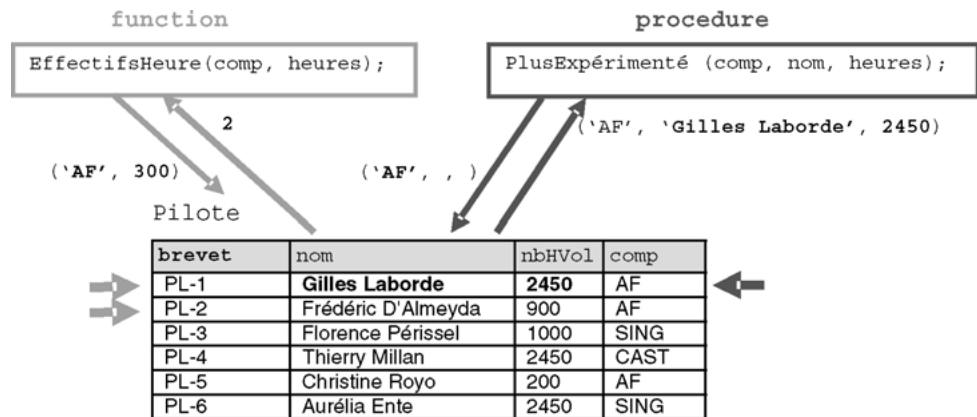 function
procedure
EffectifsHeure(comp, heures);
PlusExpérimenté (comp, nom, heures);
2
('AF', 'Gilles Laborde', 2450)
('AF', 300)
('AF', , )
Pilote
brevet nom nbHVol comp
PL-1 Gilles Laborde 2450 AF
PL-2 Frédéric D'Almeyda 900 AF
PL-3 Florence Périssel 1000 SING
PL-4 Thierry Millan 2450 CAST
PL-5 Christine Royo 200 AF
PL-6 Aurélia Ente 2450 SING